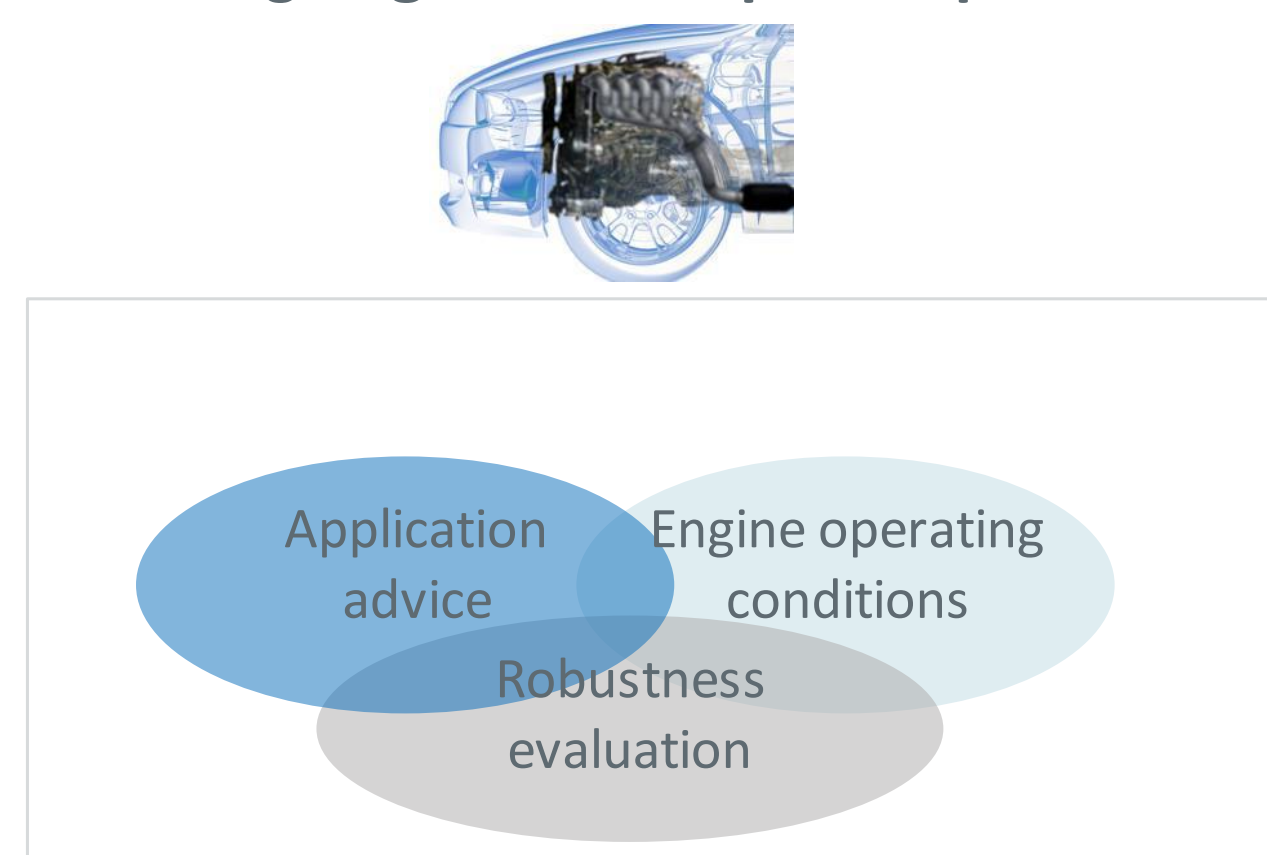 Application
advice
Engine operating
conditions
Robustness
evaluation